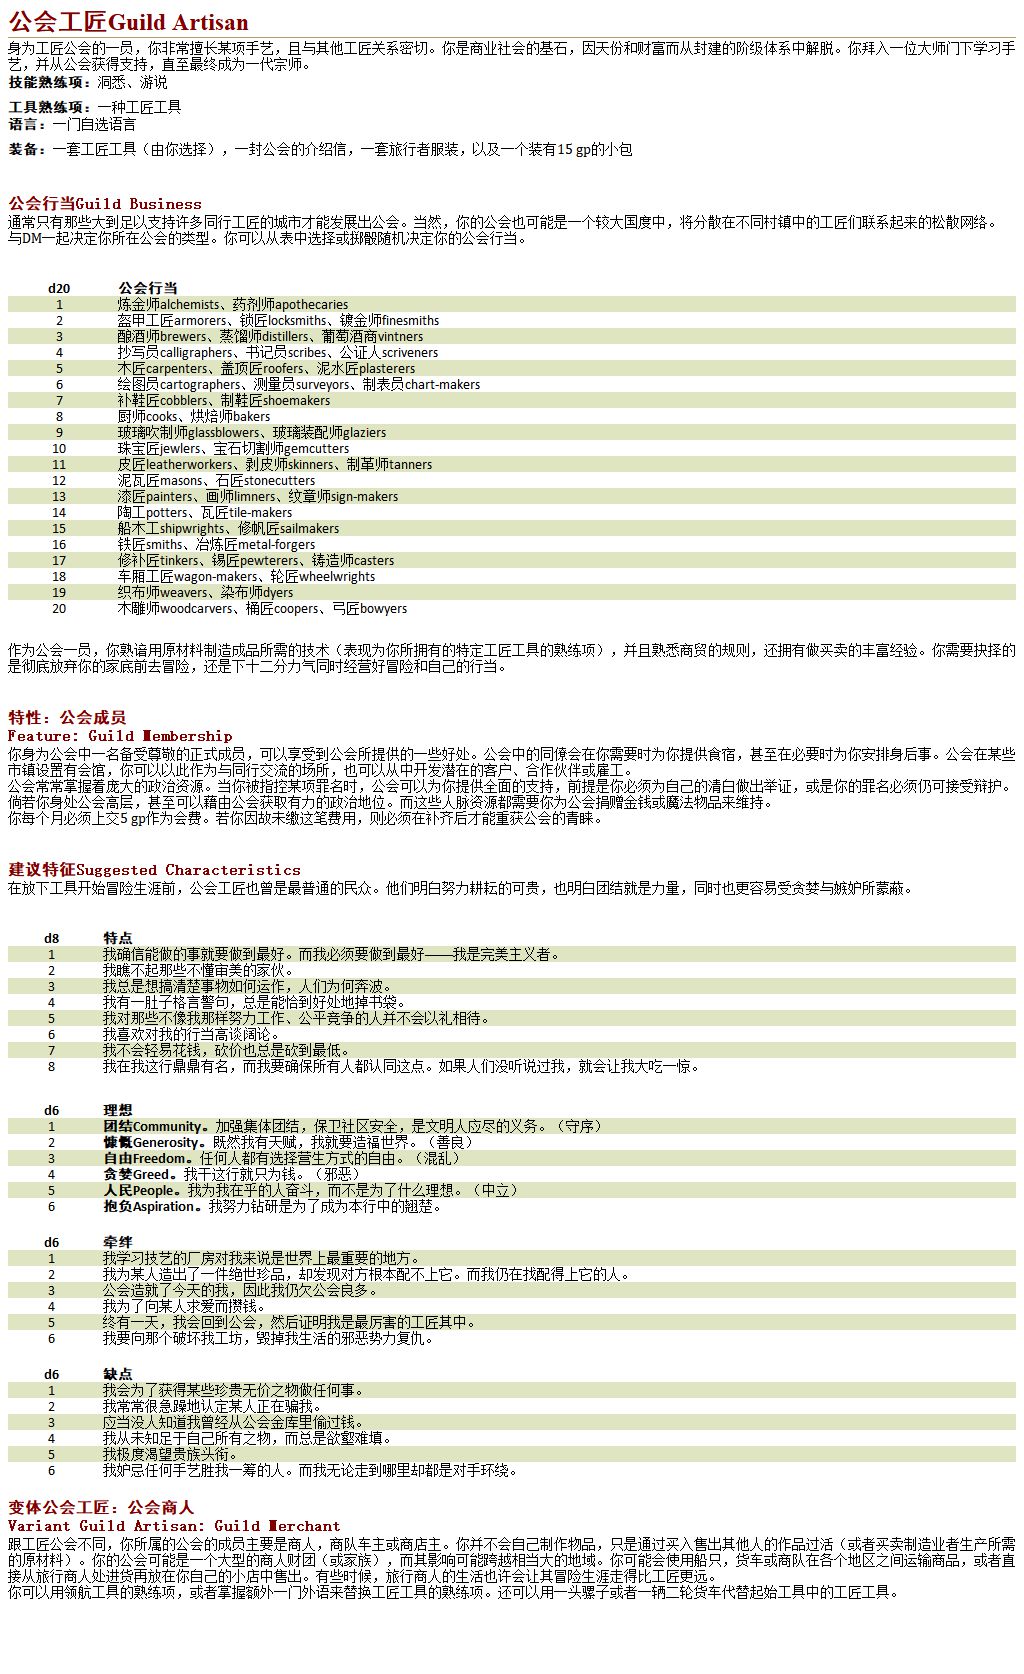 公会工匠Guild Artisan
身为工匠公会的一员，你非常擅长某项手艺，且与其他工匠关系密切。你是商业社会的基石，因天份和财富而从封建的阶级体系中解脱。你拜入一位大师门下学习手
艺，并从公会获得支持，直至最终成为一代宗师。
技能熟练项：洞悉、游说
工具熟练项：一种工匠工具
语言：一门自选语言
装备：一套工匠工具（由你选择），一封公会的介绍信，一套旅行者服装，以及一个装有15 gp的小包
公会行当Guild Business
通常只有那些大到足以支持许多同行工匠的城市才能发展出公会。当然，你的公会也可能是一个较大国度中，将分散在不同村镇中的工匠们联系起来的松散网络。
与DM一起决定你所在公会的类型。你可以从表中选择或掷骰随机决定你的公会行当。
d20 公会行当
1 炼金师alchemists、药剂师apothecaries
2 盔甲工匠armorers、锁匠locksmiths、镀金师finesmiths
3 酿酒师brewers、蒸馏师distillers、葡萄酒商vintners
4 抄写员calligraphers、书记员scribes、公证人scriveners
5 木匠carpenters、盖顶匠roofers、泥水匠plasterers
6 绘图员cartographers、测量员surveyors、制表员chart-makers
7 补鞋匠cobblers、制鞋匠shoemakers
8 厨师cooks、烘焙师bakers
9 玻璃吹制师glassblowers、玻璃装配师glaziers
10 珠宝匠jewlers、宝石切割师gemcutters
11 皮匠leatherworkers、剥皮师skinners、制革师tanners
12 泥瓦匠masons、石匠stonecutters
13 漆匠painters、画师limners、纹章师sign-makers
14 陶工potters、瓦匠tile-makers
15 船木工shipwrights、修帆匠sailmakers
16 铁匠smiths、冶炼匠metal-forgers
17 修补匠tinkers、锡匠pewterers、铸造师casters
18 车厢工匠wagon-makers、轮匠wheelwrights
19 织布师weavers、染布师dyers
20 木雕师woodcarvers、桶匠coopers、弓匠bowyers
作为公会一员，你熟谙用原材料制造成品所需的技术（表现为你所拥有的特定工匠工具的熟练项），并且熟悉商贸的规则，还拥有做买卖的丰富经验。你需要抉择的
是彻底放弃你的家底前去冒险，还是下十二分力气同时经营好冒险和自己的行当。
特性：公会成员
Feature: Guild Membership
你身为公会中一名备受尊敬的正式成员，可以享受到公会所提供的一些好处。公会中的同僚会在你需要时为你提供食宿，甚至在必要时为你安排身后事。公会在某些
市镇设置有会馆，你可以以此作为与同行交流的场所，也可以从中开发潜在的客户、合作伙伴或雇工。
公会常常掌握着庞大的政治资源。当你被指控某项罪名时，公会可以为你提供全面的支持，前提是你必须为自己的清白做出举证，或是你的罪名必须仍可接受辩护。
倘若你身处公会高层，甚至可以藉由公会获取有力的政治地位。而这些人脉资源都需要你为公会捐赠金钱或魔法物品来维持。
你每个月必须上交5 gp作为会费。若你因故未缴这笔费用，则必须在补齐后才能重获公会的青睐。
建议特征Suggested Characteristics
在放下工具开始冒险生涯前，公会工匠也曾是最普通的民众。他们明白努力耕耘的可贵，也明白团结就是力量，同时也更容易受贪婪与嫉妒所蒙蔽。
d8 特点
1 我确信能做的事就要做到最好。而我必须要做到最好——我是完美主义者。
2 我瞧不起那些不懂审美的家伙。
3 我总是想搞清楚事物如何运作，人们为何奔波。
4 我有一肚子格言警句，总是能恰到好处地掉书袋。
5 我对那些不像我那样努力工作、公平竞争的人并不会以礼相待。
6 我喜欢对我的行当高谈阔论。
7 我不会轻易花钱，砍价也总是砍到最低。
8 我在我这行鼎鼎有名，而我要确保所有人都认同这点。如果人们没听说过我，就会让我大吃一惊。
d6 理想
1 团结Community。加强集体团结，保卫社区安全，是文明人应尽的义务。（守序）
2 慷慨Generosity。既然我有天赋，我就要造福世界。（善良）
3 自由Freedom。任何人都有选择营生方式的自由。（混乱）
4 贪婪Greed。我干这行就只为钱。（邪恶）
5 人民People。我为我在乎的人奋斗，而不是为了什么理想。（中立）
6 抱负Aspiration。我努力钻研是为了成为本行中的翘楚。
d6 牵绊
1 我学习技艺的厂房对我来说是世界上最重要的地方。
2 我为某人造出了一件绝世珍品，却发现对方根本配不上它。而我仍在找配得上它的人。
3 公会造就了今天的我，因此我仍欠公会良多。
4 我为了向某人求爱而攒钱。
5 终有一天，我会回到公会，然后证明我是最厉害的工匠其中。
6 我要向那个破坏我工坊，毁掉我生活的邪恶势力复仇。
d6 缺点
1 我会为了获得某些珍贵无价之物做任何事。
2 我常常很急躁地认定某人正在骗我。
3 应当没人知道我曾经从公会金库里偷过钱。
4 我从未知足于自己所有之物，而总是欲壑难填。
5 我极度渴望贵族头衔。
6 我妒忌任何手艺胜我一筹的人。而我无论走到哪里却都是对手环绕。
变体公会工匠：公会商人
Variant Guild Artisan: Guild Merchant
跟工匠公会不同，你所属的公会的成员主要是商人，商队车主或商店主。你并不会自己制作物品，只是通过买入售出其他人的作品过活（或者买卖制造业者生产所需
的原材料）。你的公会可能是一个大型的商人财团（或家族），而其影响可能跨越相当大的地域。你可能会使用船只，货车或商队在各个地区之间运输商品，或者直
接从旅行商人处进货再放在你自己的小店中售出。有些时候，旅行商人的生活也许会让其冒险生涯走得比工匠更远。
你可以用领航工具的熟练项，或者掌握额外一门外语来替换工匠工具的熟练项。还可以用一头骡子或者一辆二轮货车代替起始工具中的工匠工具。